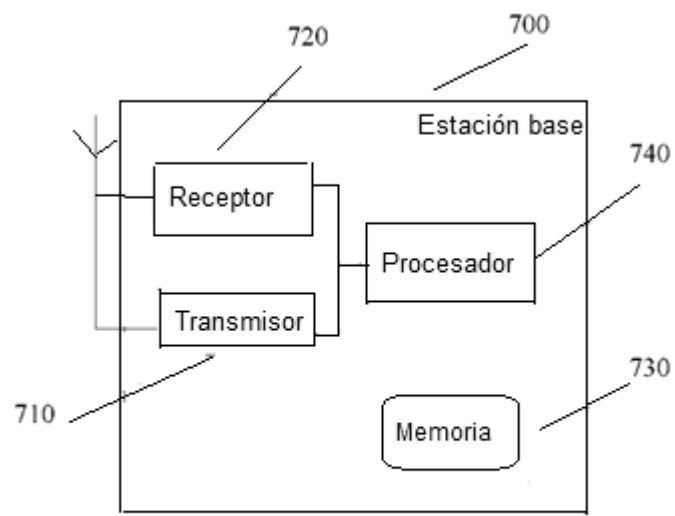 720
700
Estación base
740
Receptor
Procesador
Transmisor
710
730
Memoria